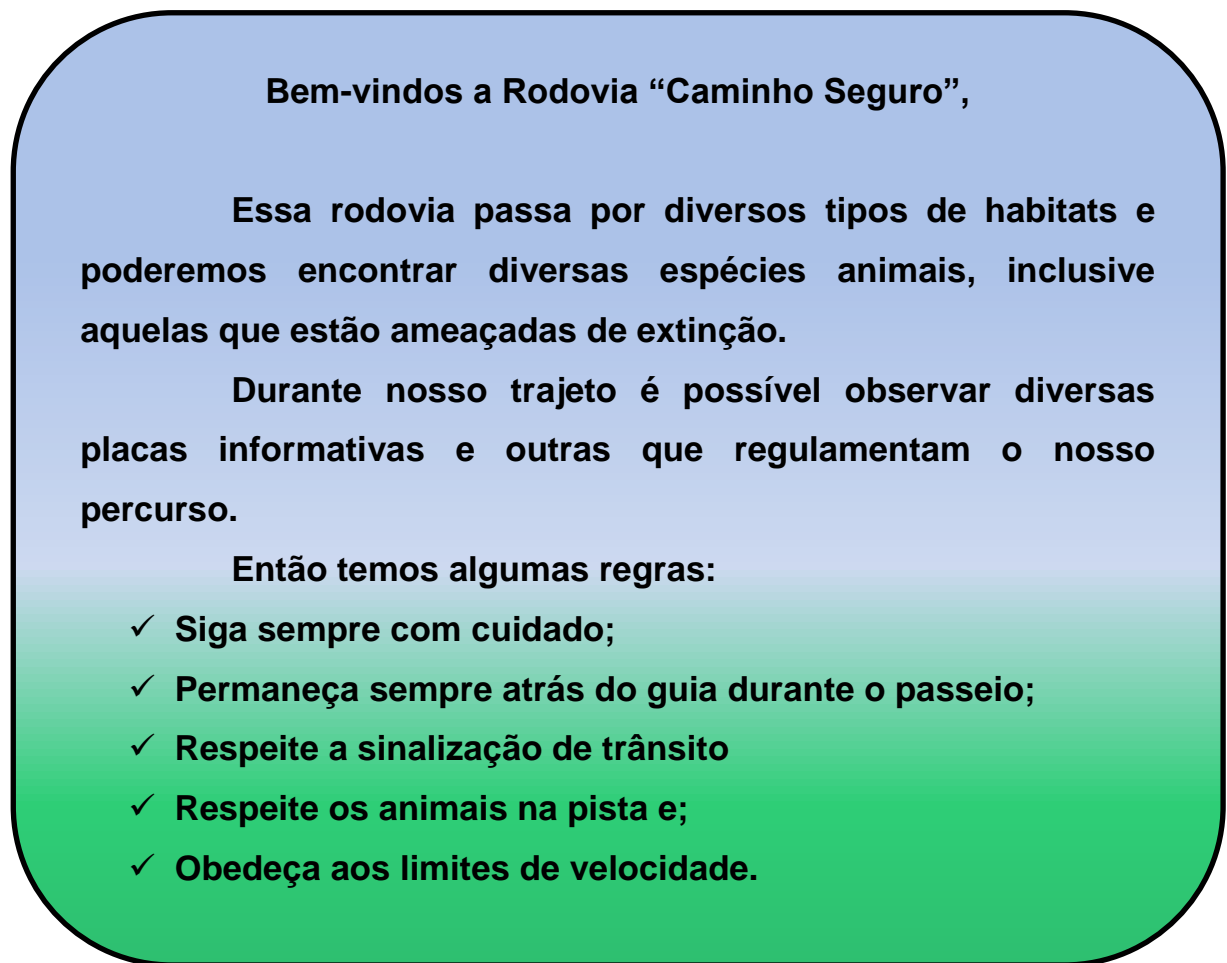 Bem-vindos a Rodovia “Caminho Seguro”,
Essa rodovia passa por diversos tipos de habitats e
poderemos encontrar diversas espécies animais, inclusive
aquelas que estão ameaçadas de extinção.
Durante nosso trajeto é possível observar diversas
placas informativas e outras que regulamentam o nosso
percurso.
Então temos algumas regras:
✓ Siga sempre com cuidado;
✓ Permaneça sempre atrás do guia durante o passeio;
✓ Respeite a sinalização de trânsito
✓ Respeite os animais na pista e;
✓ Obedeça aos limites de velocidade.